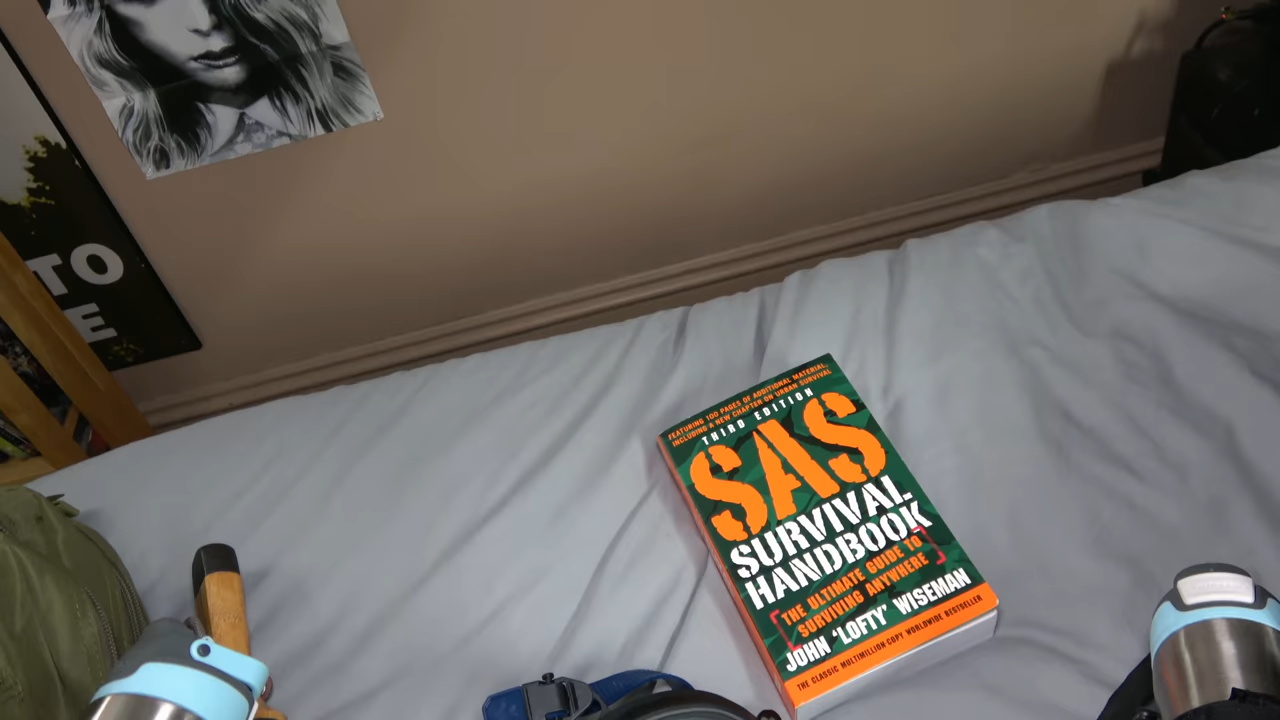 TO
E
FEATURING 100 PAGES OF ADDITIONAL MATERIAL,
INCLUDING A NEW CHAPTER ON URBAN SURVIVAL
THIRD EDITION
SAS
SURVIVAL
HANDBOOK
[THE ULTIMATE GUIDE TO
SURVIVING ANYWHERE]
JOHN 'LOFTY' WISEMAN
THE CLASSIC MULTIMILLION-COPY WORLDWIDE BESTSELLER